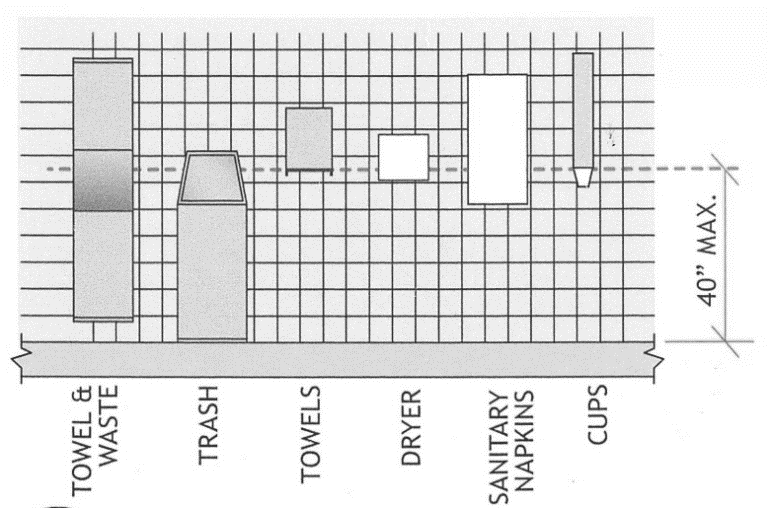 40” MAX.
TOWEL &
WASTE
TRASH
TOWELS
DRYER
SANITARY
NAPKINS
CUPS